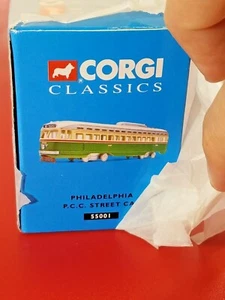 CORGI
CLASSICS
PHILADELPHIA
P.C.C. STREET CA
55001